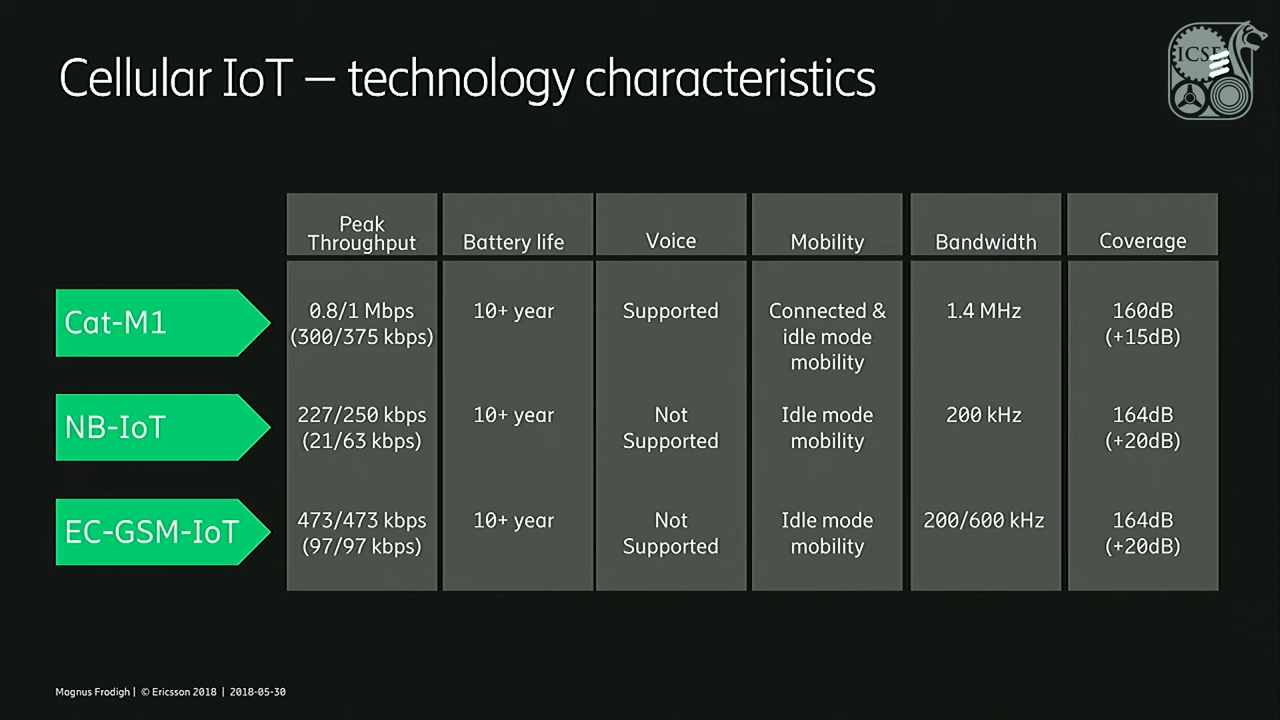 Cellular IoT – technology characteristics
ICSE
Peak
Throughput
Battery life
Voice
Mobility
Bandwidth
Coverage
Cat-M1
0.8/1 Mbps
(300/375 kbps)
10+ year
Supported
Connected &
idle mode
mobility
1.4 MHz
160dB
(+15dB)
NB-IoT
227/250 kbps
(21/63 kbps)
10+ year
Not
Supported
Idle mode
mobility
200 kHz
164dB
(+20dB)
EC-GSM-IoT
473/473 kbps
(97/97 kbps)
10+ year
Not
Supported
Idle mode
mobility
200/600 kHz
164dB
(+20dB)
Magnus Frodigh | © Ericsson 2018 | 2018-05-30